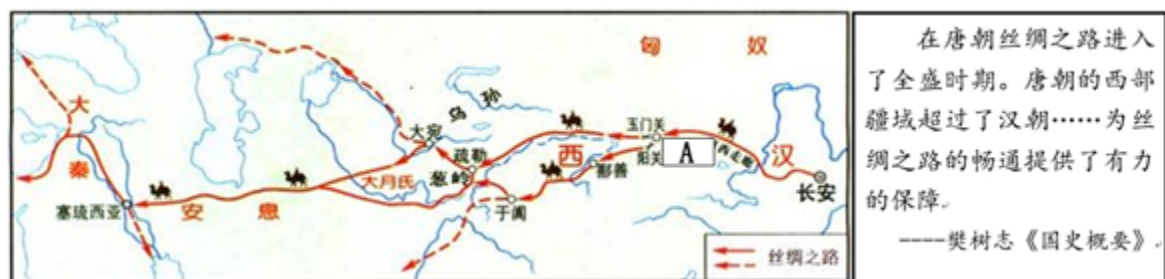 匈 奴
大
秦
乌 孙
大宛
疏勒
葱岭
大月氏
玉门关
阳关
A
西
鄯善
于阗
汉
长安
塞琉西亚
安 息
丝绸之路
在唐朝丝绸之路进入
了全盛时期。唐朝的西部
疆域超过了汉朝……为丝
绸之路的畅通提供了有力
的保障。
----樊树志《国史概要》